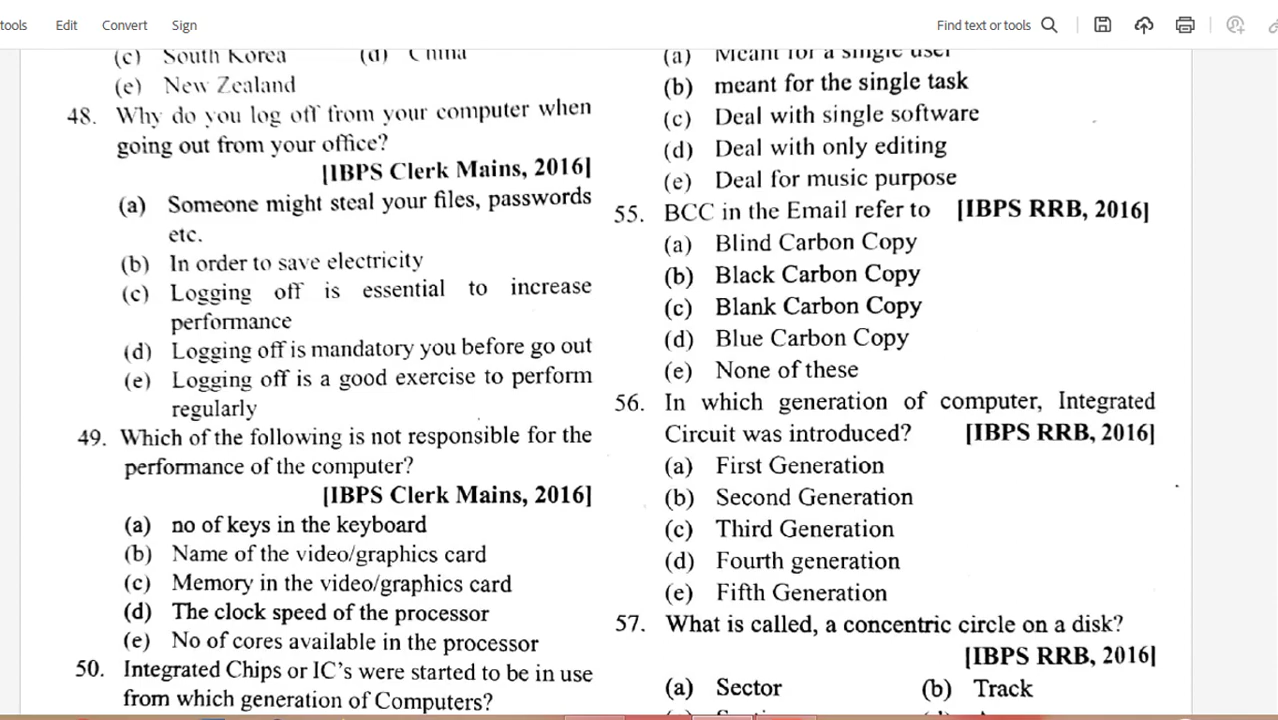 tools Edit Convert Sign Find text or tools
(c) South Korea (d) China
(e) New Zealand
48. Why do you log off from your computer when
going out from your office?
[IBPS Clerk Mains, 2016]
(a) Someone might steal your files, passwords
etc.
(b) In order to save electricity
(c) Logging off is essential to increase
performance
(d) Logging off is mandatory you before go out
(e) Logging off is a good exercise to perform
regularly
49. Which of the following is not responsible for the
performance of the computer?
[IBPS Clerk Mains, 2016]
(a) no of keys in the keyboard
(b) Name of the video/graphics card
(c) Memory in the video/graphics card
(d) The clock speed of the processor
(e) No of cores available in the processor
50. Integrated Chips or IC's were started to be in use
from which generation of Computers?
(a) Meant for a single user
(b) meant for the single task
(c) Deal with single software
(d) Deal with only editing
(e) Deal for music purpose
55. BCC in the Email refer to [IBPS RRB, 2016]
(a) Blind Carbon Copy
(b) Black Carbon Copy
(c) Blank Carbon Copy
(d) Blue Carbon Copy
(e) None of these
56. In which generation of computer, Integrated
Circuit was introduced? [IBPS RRB, 2016]
(a) First Generation
(b) Second Generation
(c) Third Generation
(d) Fourth generation
(e) Fifth Generation
57. What is called, a concentric circle on a disk?
[IBPS RRB, 2016]
(a) Sector (b) Track